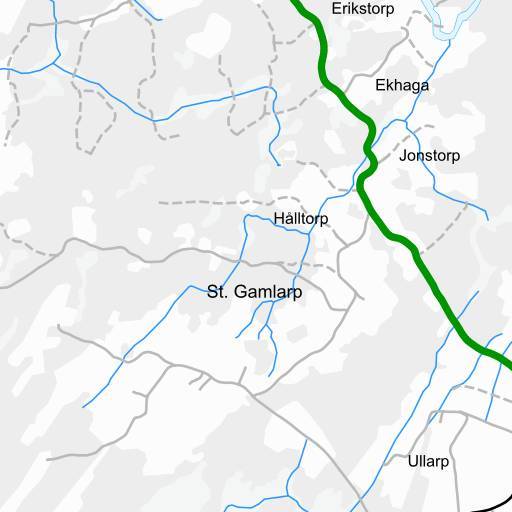 Erikstorp
Ekhaga
Jonstorp
Hålltorp
St. Gamlarp
Ullarp